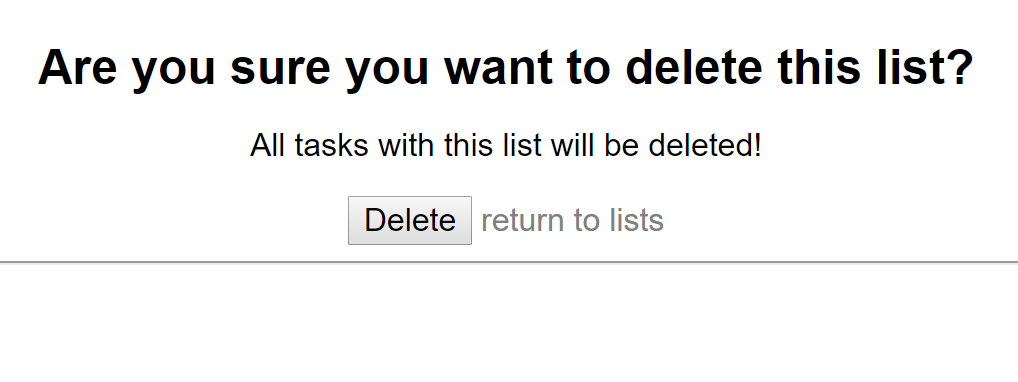 Are you sure you want to delete this list?
All tasks with this list will be deleted!
Delete return to lists